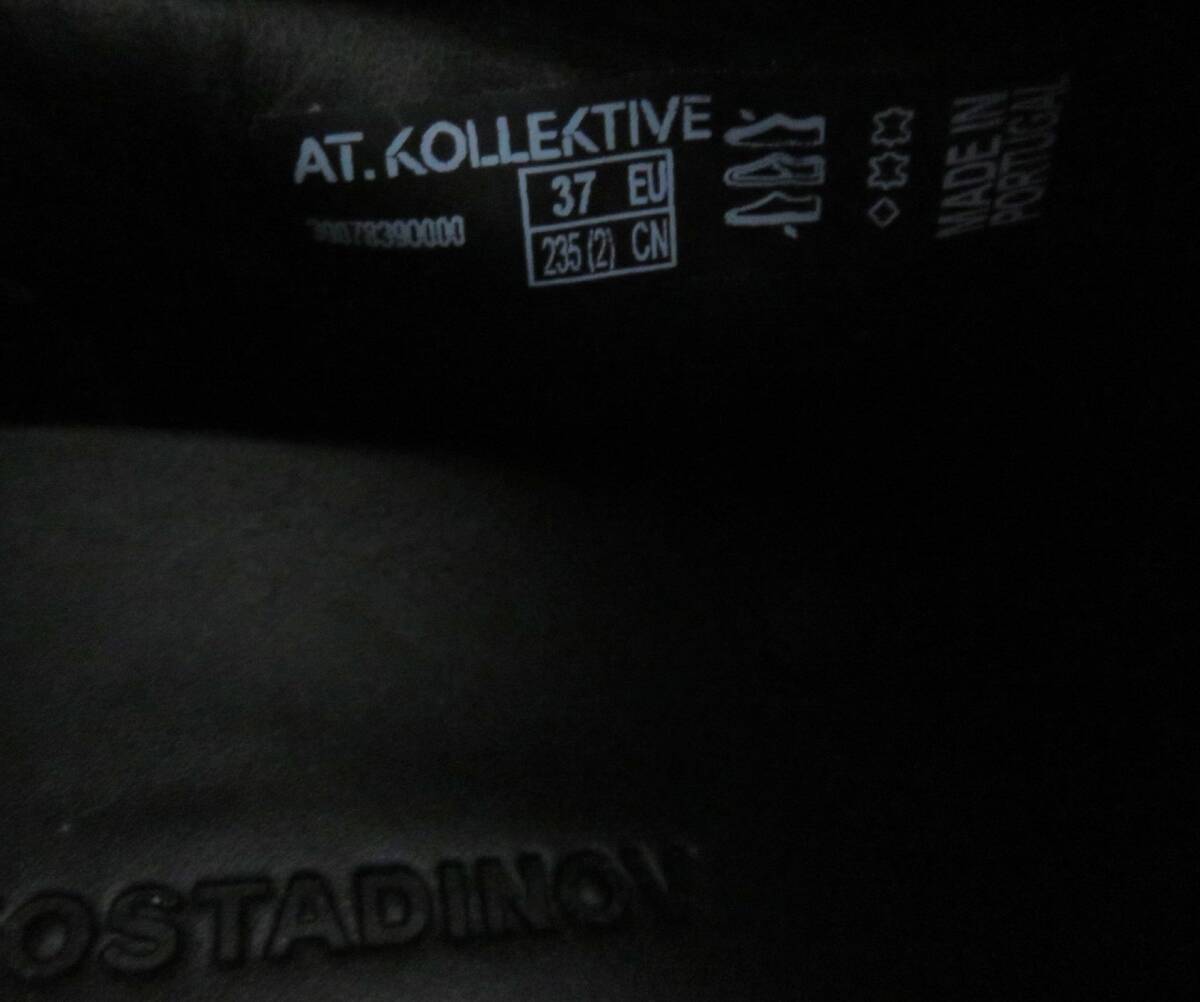 AT. KOLLEKTIVE
37 EU
235 (2) CN
MADE IN
PORTUGAL
OSTADINOV